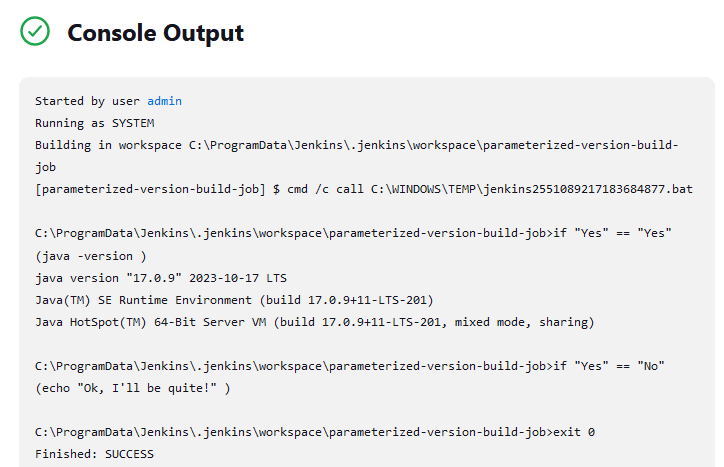 Console Output
Started by user admin
Running as SYSTEM
Building in workspace C:\ProgramData\Jenkins\.jenkins\workspace\parameterized-version-build-
job
[parameterized-version-build-job] $ cmd /c call C:\WINDOWS\TEMP\jenkins2551089217183684877.bat
C:\ProgramData\Jenkins\.jenkins\workspace\parameterized-version-build-job>if "Yes" == "Yes"
(java -version )
java version "17.0.9" 2023-10-17 LTS
Java(TM) SE Runtime Environment (build 17.0.9+11-LTS-201)
Java HotSpot(TM) 64-Bit Server VM (build 17.0.9+11-LTS-201, mixed mode, sharing)
C:\ProgramData\Jenkins\.jenkins\workspace\parameterized-version-build-job>if "Yes" == "No"
(echo "Ok, I'll be quite!" )
C:\ProgramData\Jenkins\.jenkins\workspace\parameterized-version-build-job>exit 0
Finished: SUCCESS